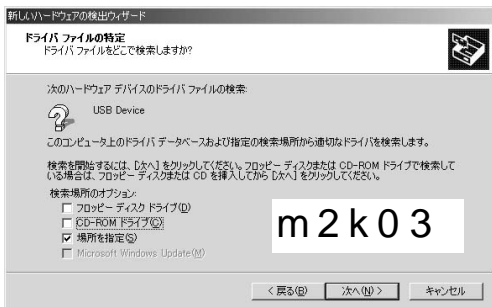 新しいハードウェアの検出ウィザード
ドライバ ファイルの特定
ドライバ ファイルをどこで検索しますか?
次のハードウェア デバイスのドライバ ファイルの検索:
USB Device
このコンピュータ上のドライバ データベースおよび指定の検索場所から適切なドライバを検索します。
検索を開始するには、[次へ] をクリックしてください。フロッピー ディスクまたは CD-ROM ドライブで検索して
いる場合は、フロッピー ディスクまたは CD を挿入してから [次へ] をクリックしてください。
検索場所のオプション:
フロッピー ディスク ドライブ(D)
CD-ROM ドライブ(C)
場所を指定(S)
Microsoft Windows Update(M)
m2k03
< 戻る(B)
次へ(N) >
キャンセル